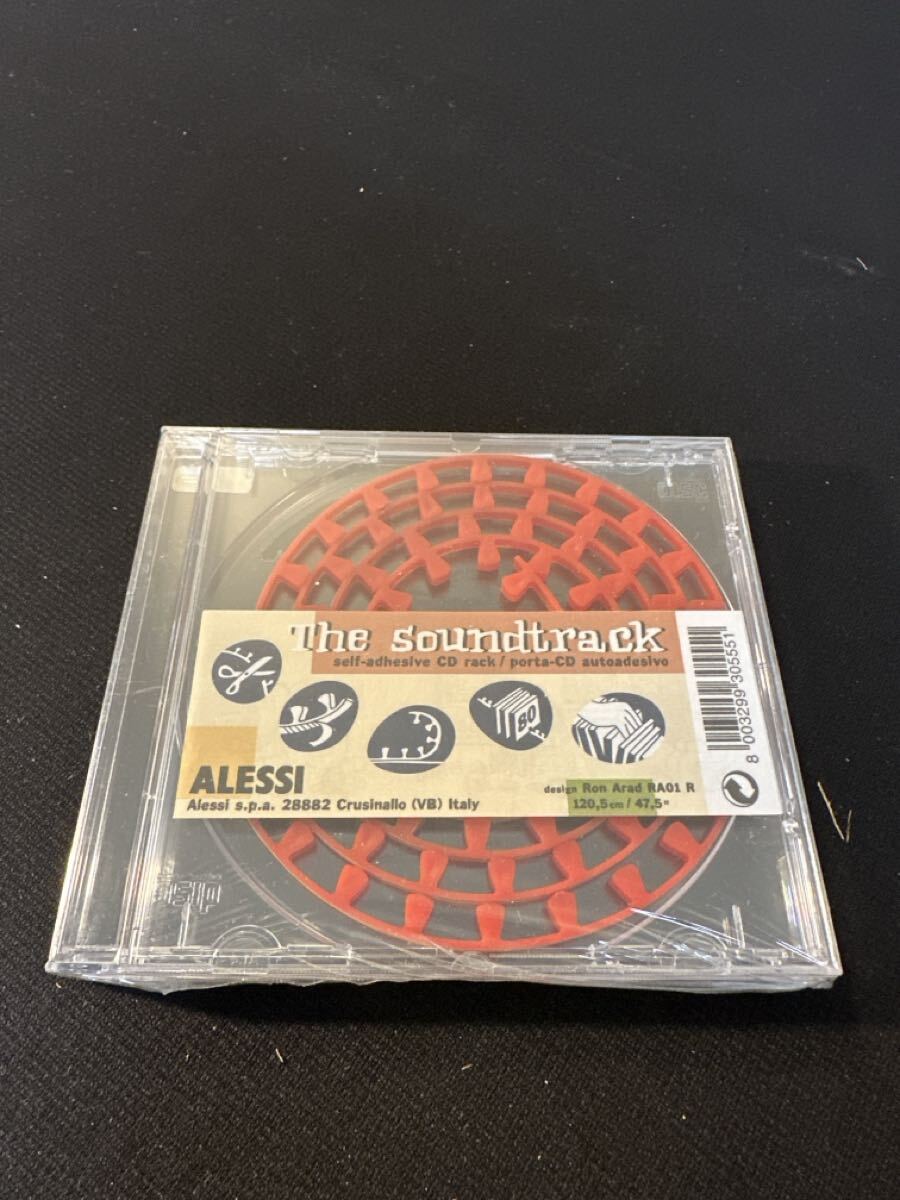 The soundtrack
self-adhesive CD rack / porta-CD autoadesivo
80
ALESSI
Alessi s.p.a. 28882 Crusinallo (VB) Italy
design Ron Arad RA01 R
120,5 cm / 47,5"
8 003299 305551